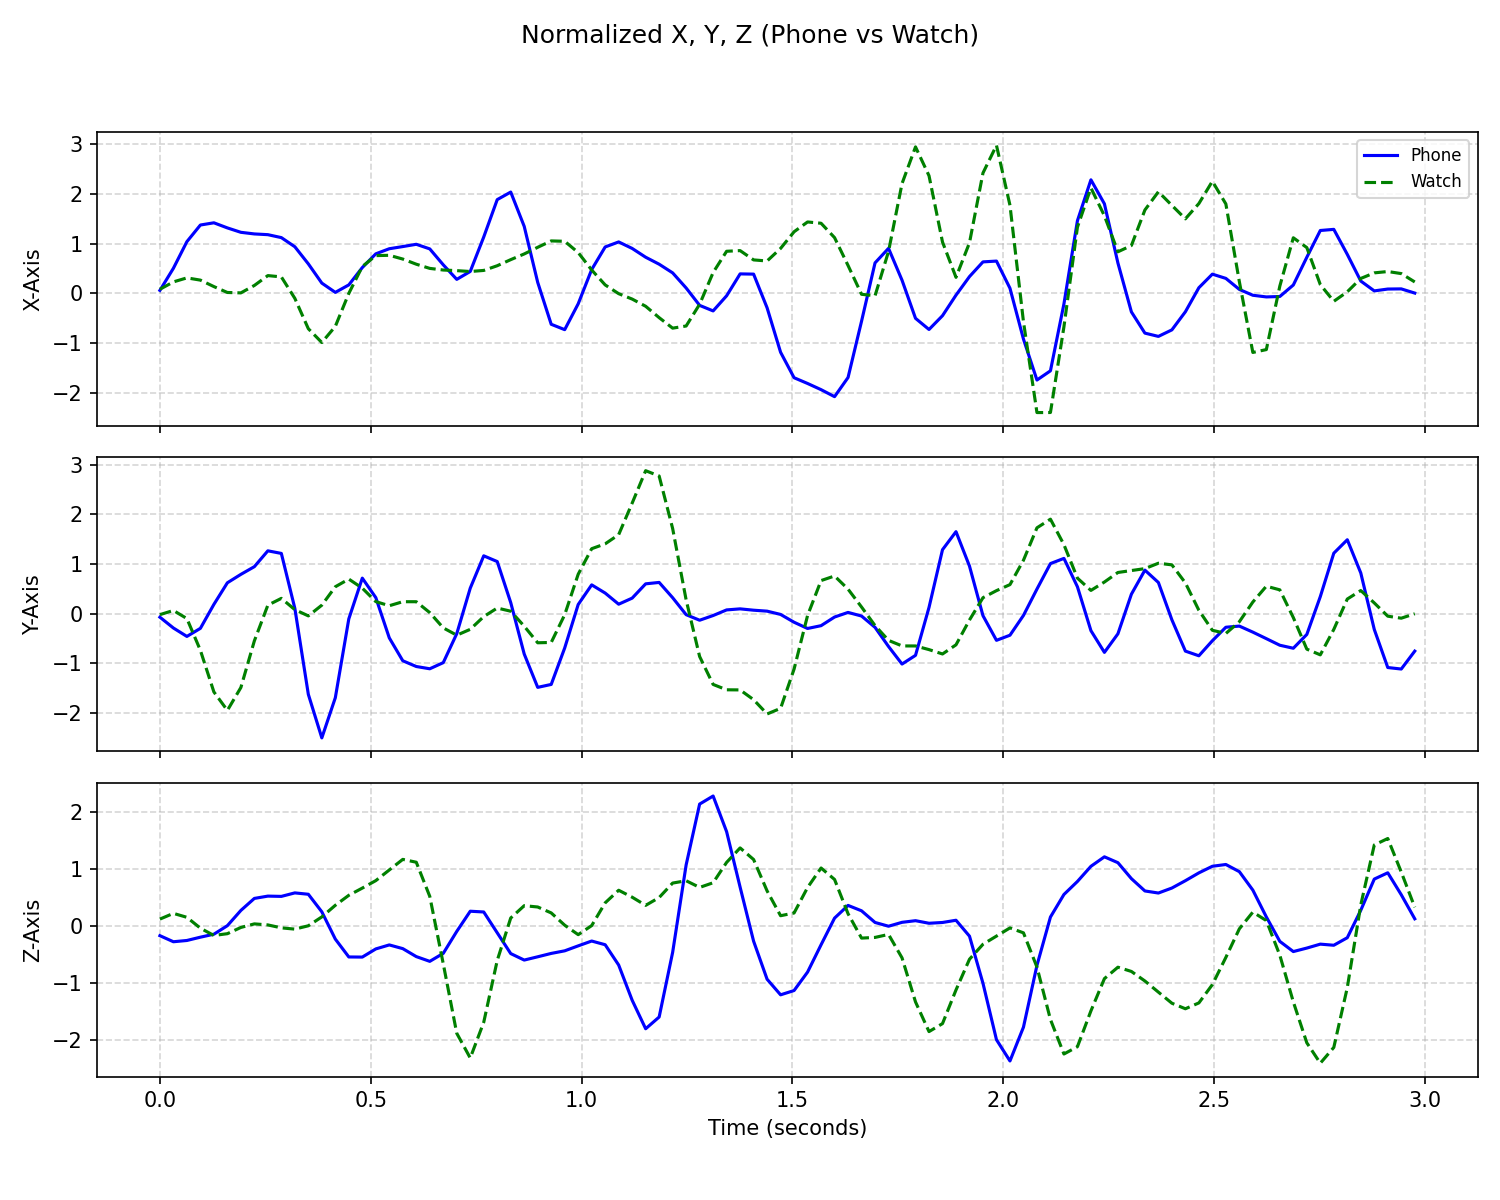 Normalized X, Y, Z (Phone vs Watch)
3
2
1
0
−1
−2
X-Axis
Phone
Watch
3
2
1
0
−1
−2
Y-Axis
2
1
0
−1
−2
Z-Axis
0.0 0.5 1.0 1.5 2.0 2.5 3.0
Time (seconds)